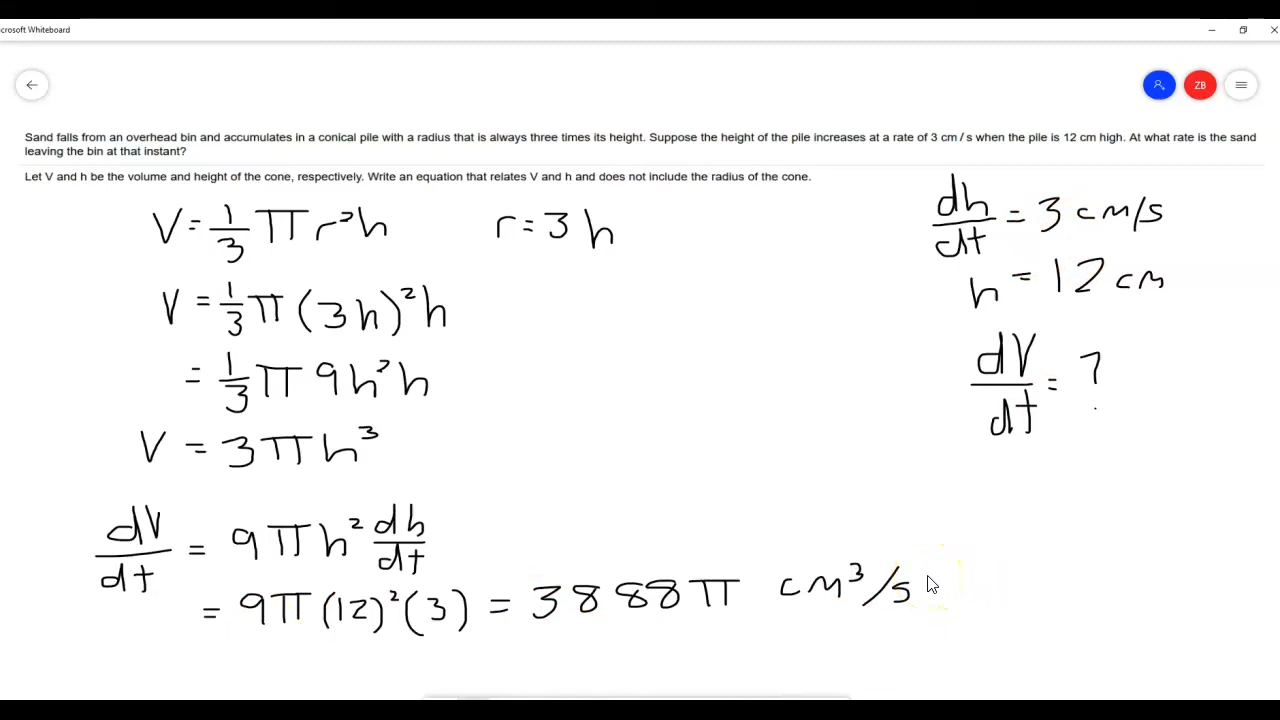 crosoft Whiteboard
ZB
Sand falls from an overhead bin and accumulates in a conical pile with a radius that is always three times its height. Suppose the height of the pile increases at a rate of 3 cm / s when the pile is 12 cm high. At what rate is the sand
leaving the bin at that instant?
Let V and h be the volume and height of the cone, respectively. Write an equation that relates V and h and does not include the radius of the cone.
V = 1/3 π r²h
r = 3h
dh/dt = 3 cm/s
h = 12 cm
dV/dt = ?
V = 1/3 π (3h)²h
= 1/3 π 9h²h
V = 3πh³
dV/dt = 9πh² dh/dt
= 9π(12)²(3) = 3888π cm³/s